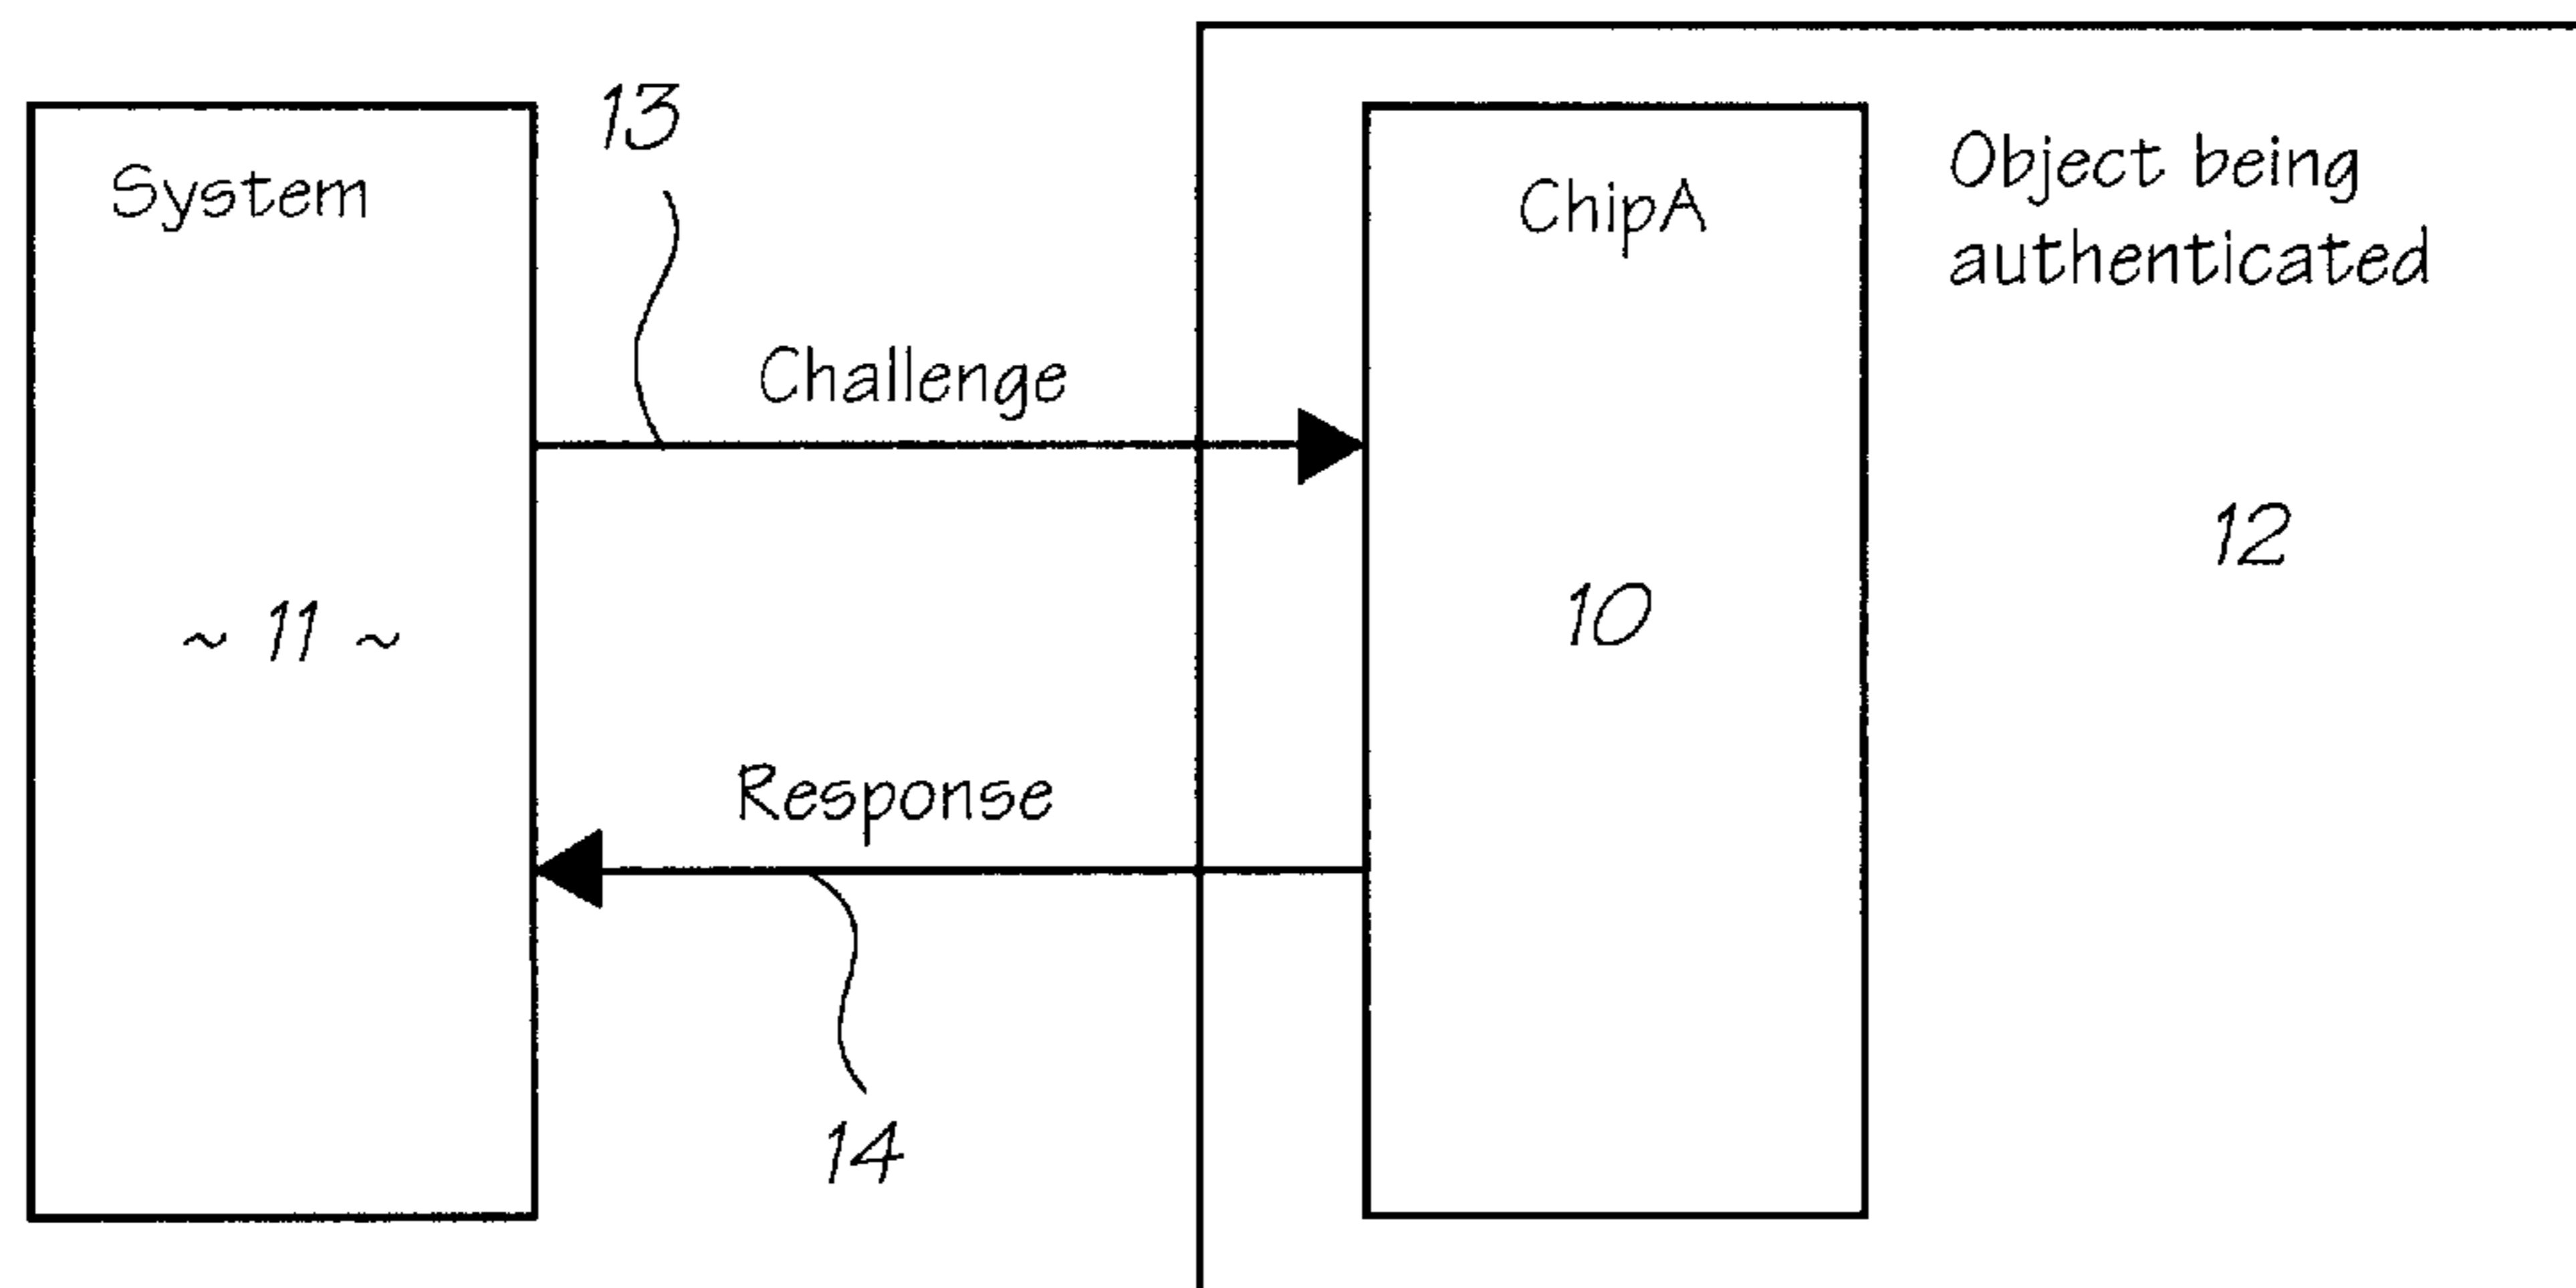 13
System
ChipA
Object being
authenticated
Challenge
12
~ 11 ~
10
Response
14